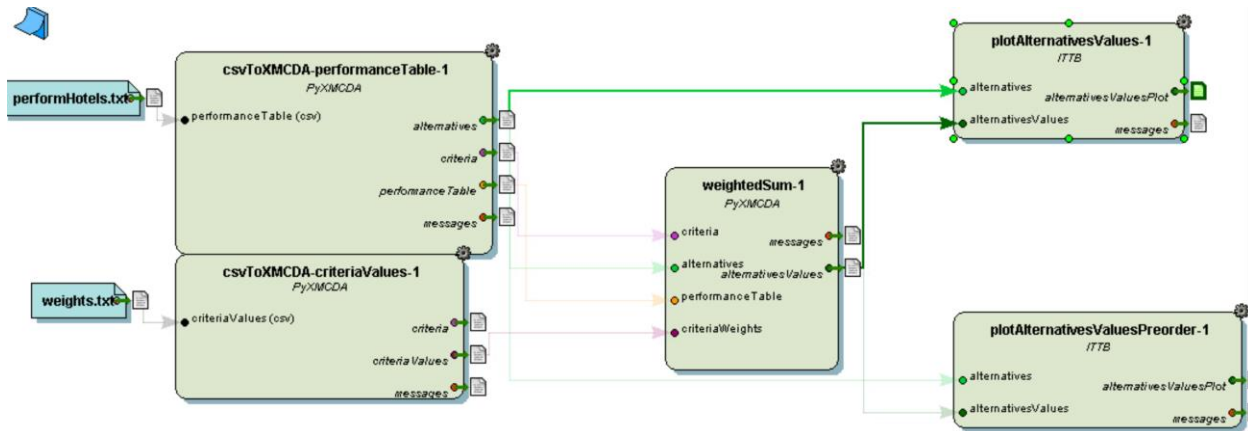 performHotels.txt
csvToXMCDA-performanceTable-1
PyXMCDA
performanceTable (csv)
alternatives
criteria
performanceTable
messages
weights.txt
csvToXMCDA-criteriaValues-1
PyXMCDA
criteriaValues (csv)
criteria
criteriaValues
messages
weightedSum-1
PyXMCDA
criteria
messages
alternatives
alternativesValues
performanceTable
criteriaWeights
plotAlternativesValues-1
ITTB
alternatives
alternativesValuesPlot
alternativesValues
messages
plotAlternativesValuesPreorder-1
ITTB
alternatives
alternativesValuesPlot
alternativesValues
messages